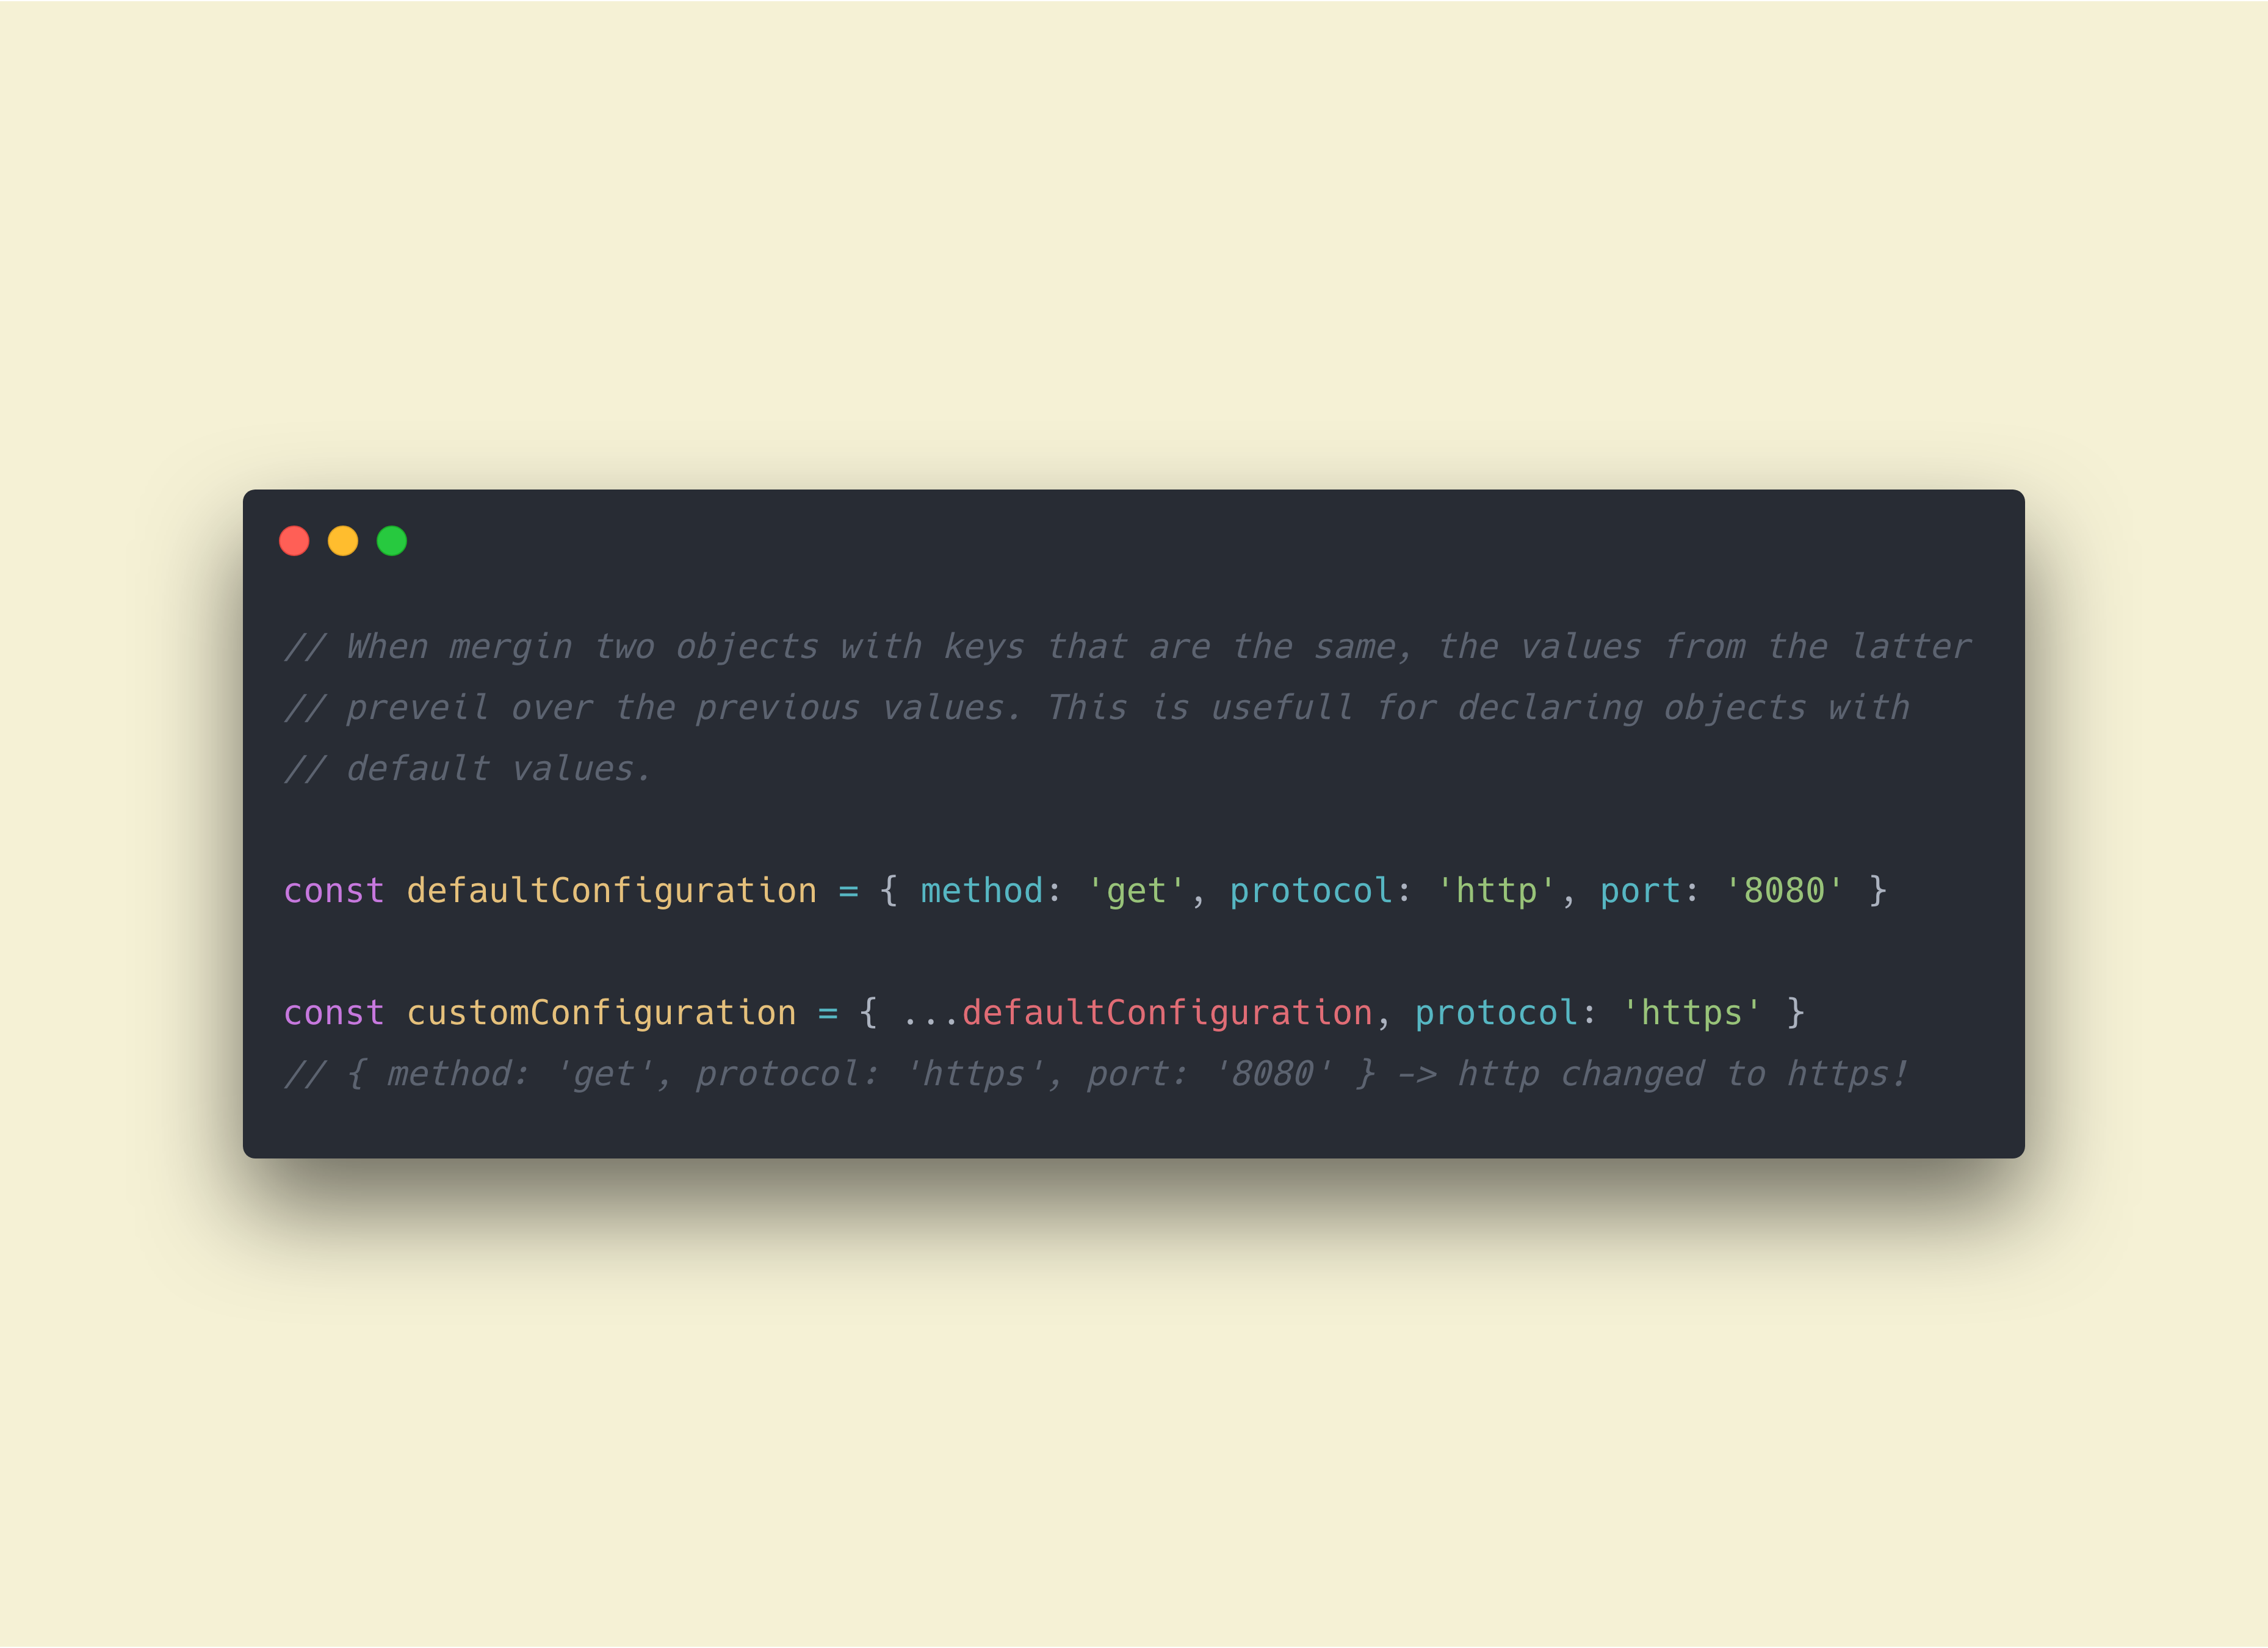 // When mergin two objects with keys that are the same, the values from the latter
// preveil over the previous values. This is usefull for declaring objects with
// default values.
const defaultConfiguration = { method: 'get', protocol: 'http', port: '8080' }
const customConfiguration = { ...defaultConfiguration, protocol: 'https' }
// { method: 'get', protocol: 'https', port: '8080' } -> http changed to https!